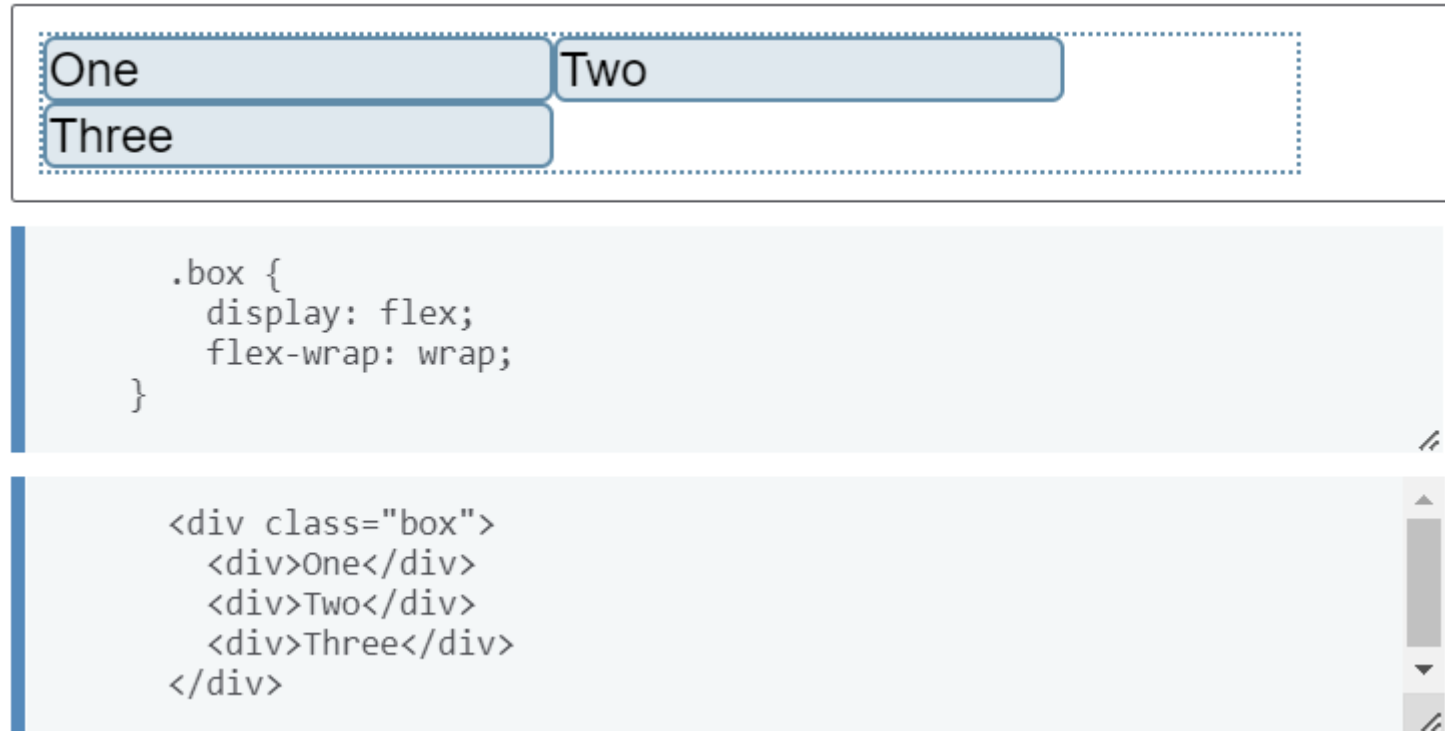 One
Two
Three
.box {
display: flex;
flex-wrap: wrap;
}
<div class="box">
<div>One</div>
<div>Two</div>
<div>Three</div>
</div>